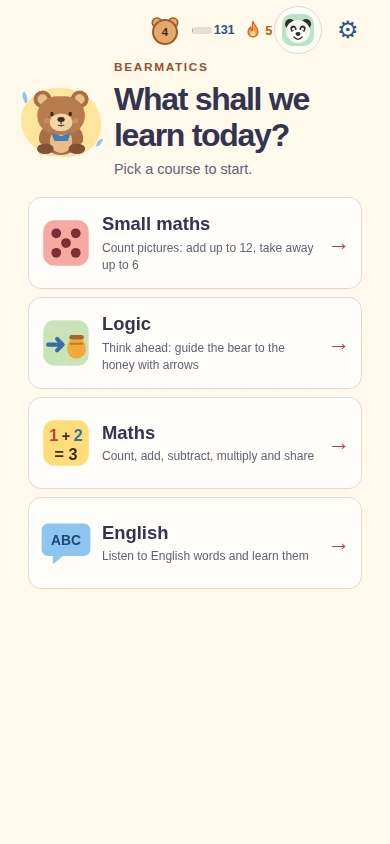 4
131
5
BEARMATICS
What shall we
learn today?
Pick a course to start.
Small maths
Count pictures: add up to 12, take away
up to 6
→
Logic
Think ahead: guide the bear to the
honey with arrows
→
1 + 2
= 3
Maths
Count, add, subtract, multiply and share
→
ABC
English
Listen to English words and learn them
→